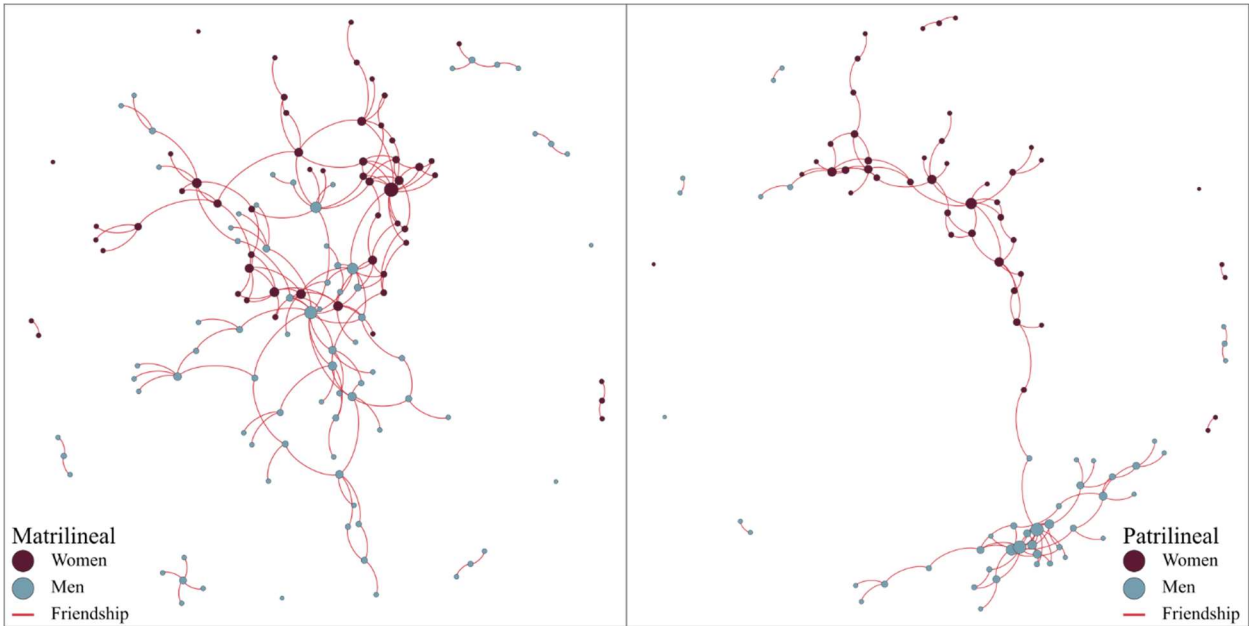 Matrilineal
Women
Men
Friendship
Patrilineal
Women
Men
Friendship